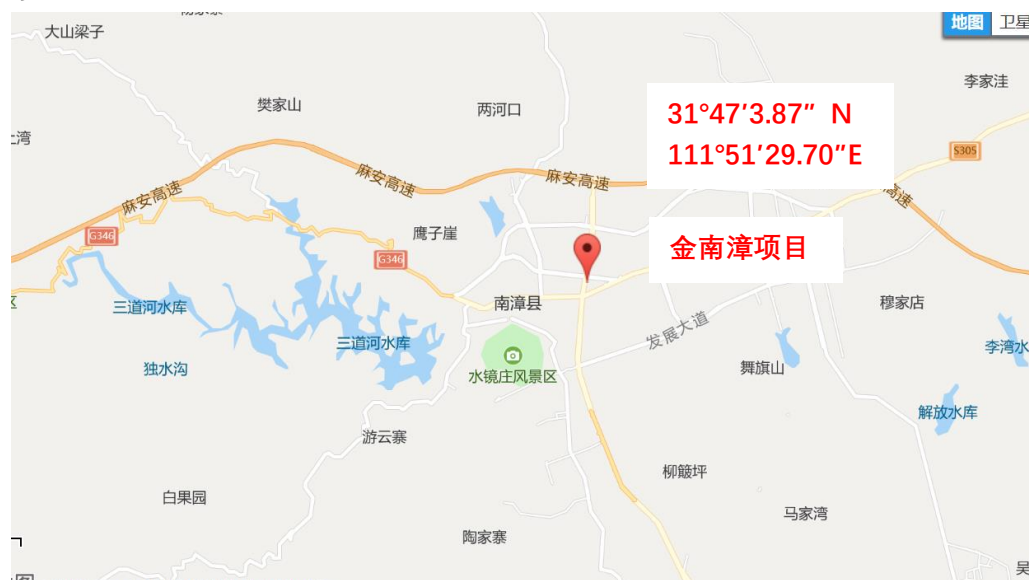 地图 卫星
大山梁子
李家洼
樊家山
两河口
31°47′3.87″ N
111°51′29.70″E
S305
麻安高速
麻安高速
麻安高速
高速
G346
鹰子崖
金南漳项目
G346
三道河水库
南漳县
穆家店
发展大道
三道河水库
李湾水
独水沟
水镜庄风景区
舞旗山
解放水库
游云寨
柳簸坪
白果园
马家湾
陶家寨
吴